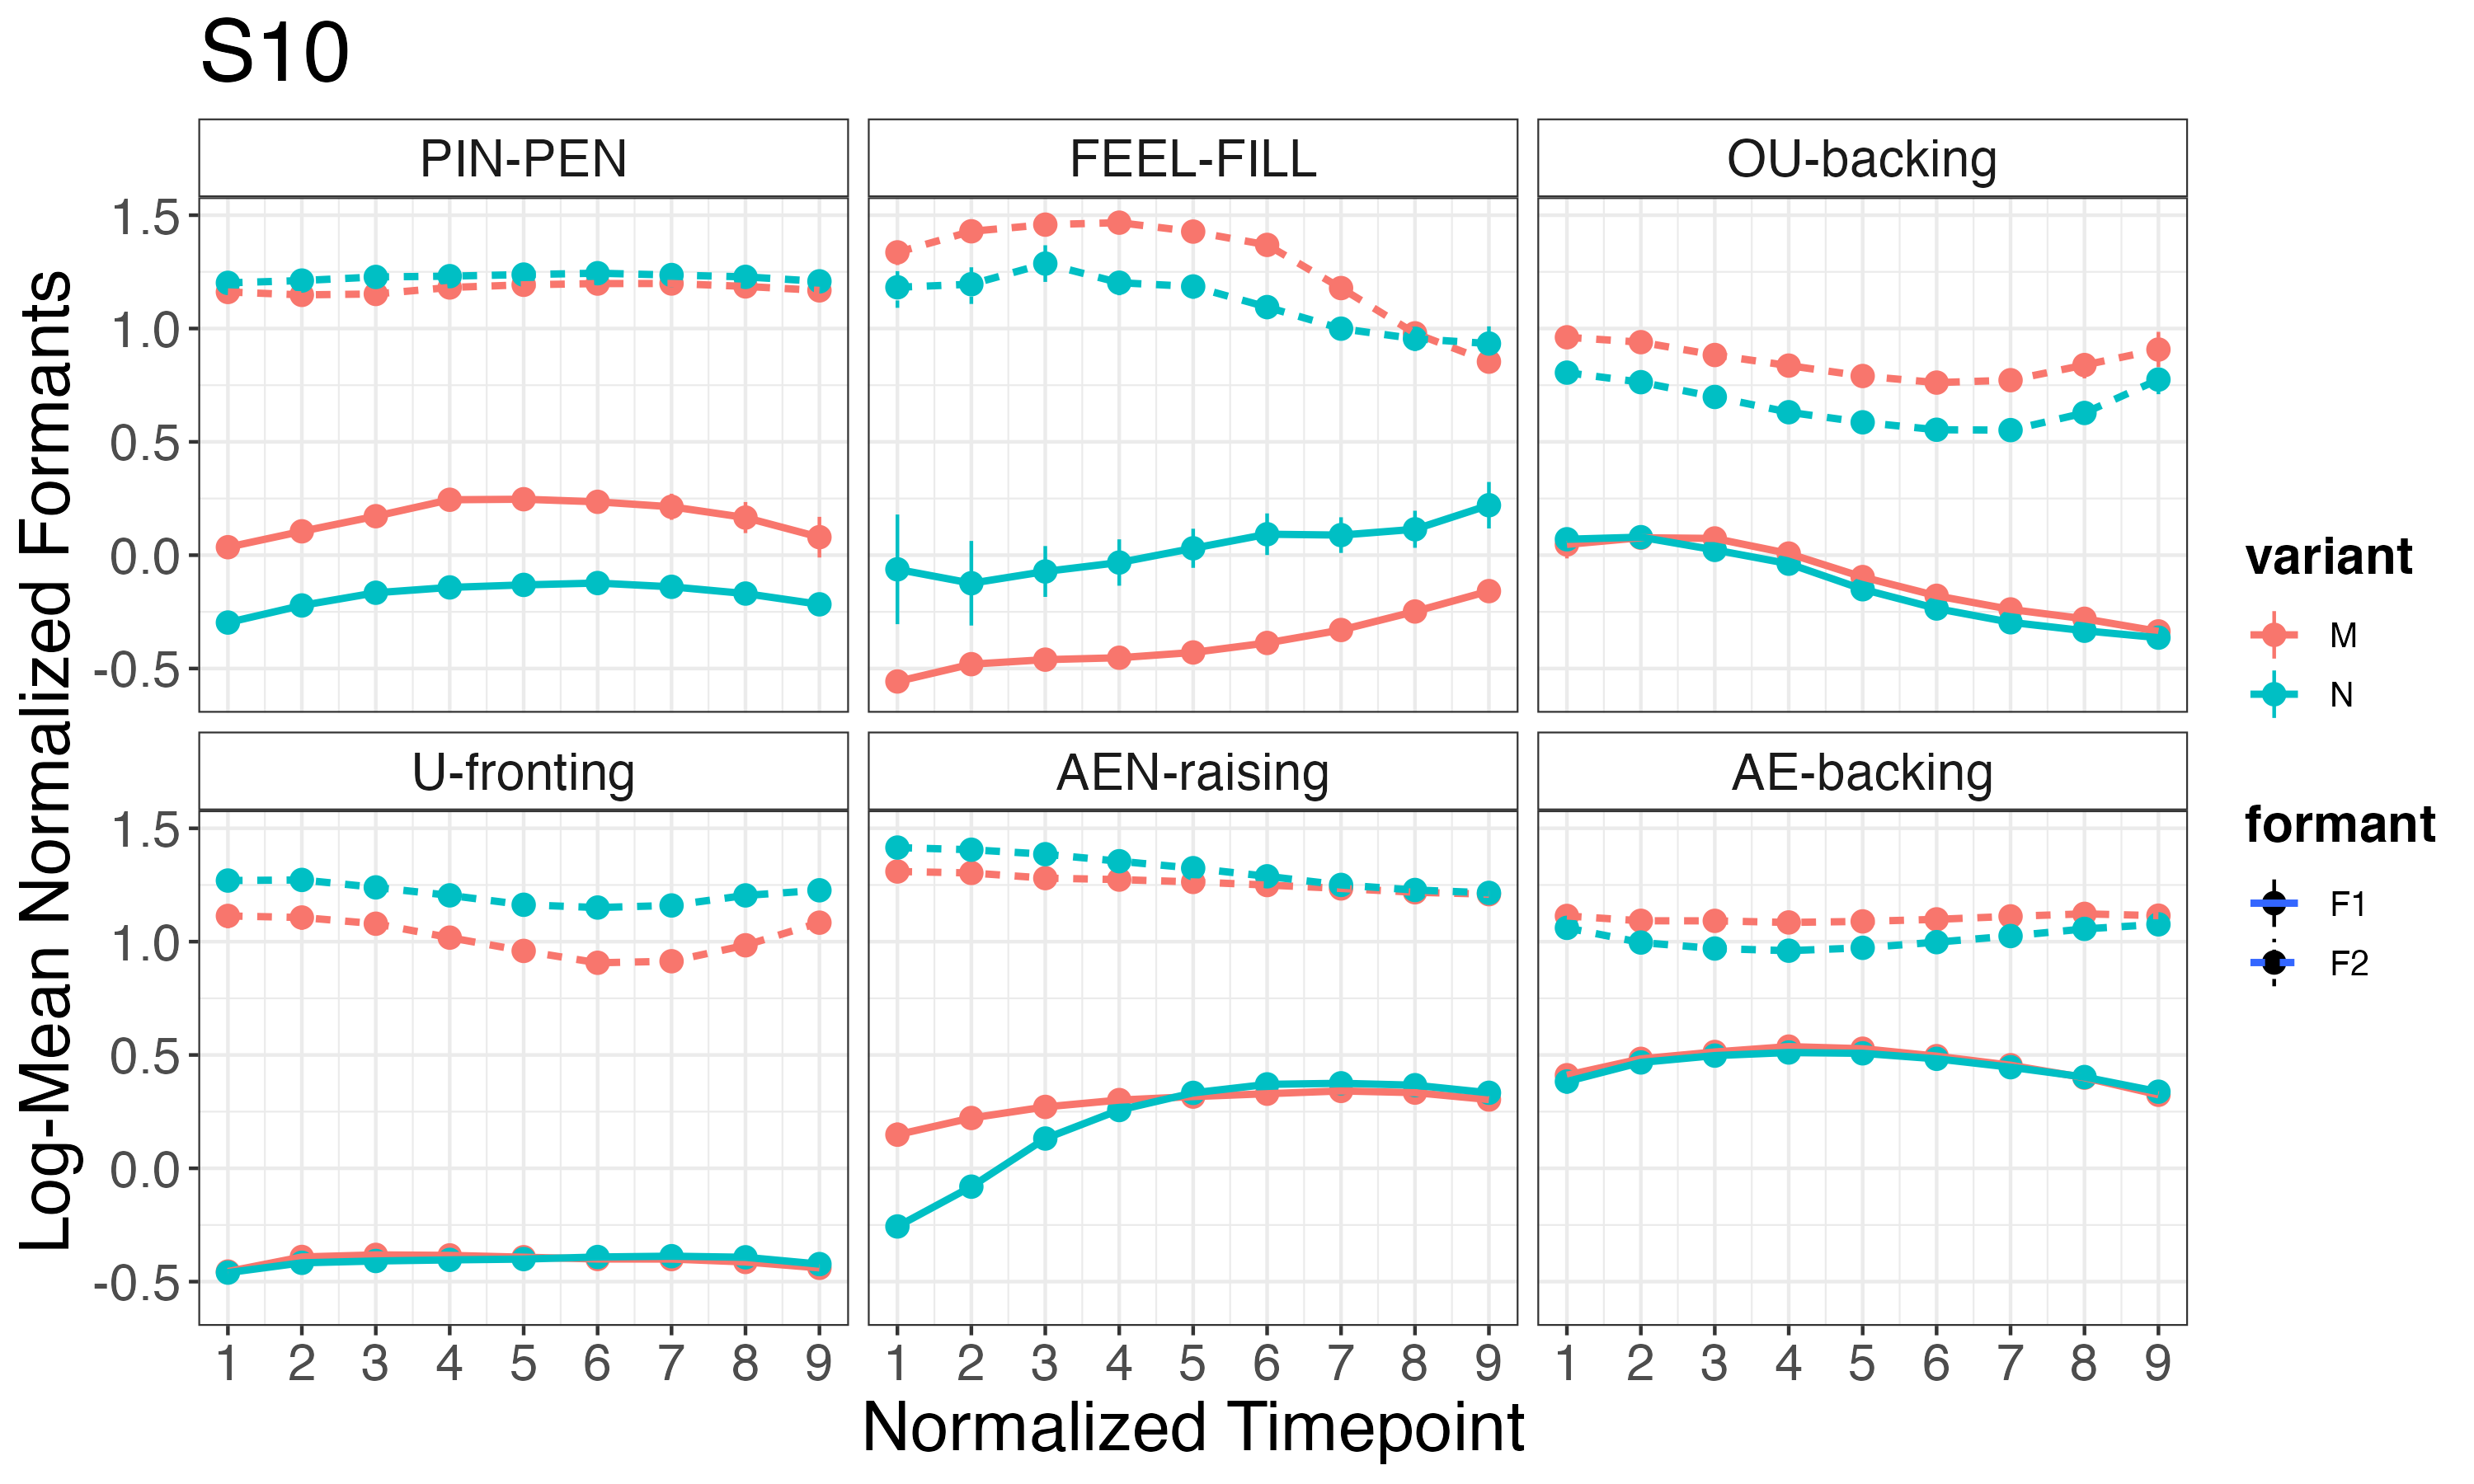 S10
PIN-PEN
FEEL-FILL
OU-backing
1.5
1.0
0.5
0.0
-0.5
U-fronting
AEN-raising
AE-backing
1.5
1.0
0.5
0.0
-0.5
1 2 3 4 5 6 7 8 9
1 2 3 4 5 6 7 8 9
1 2 3 4 5 6 7 8 9
Normalized Timepoint
Log-Mean Normalized Formants
variant
M
N
formant
F1
F2